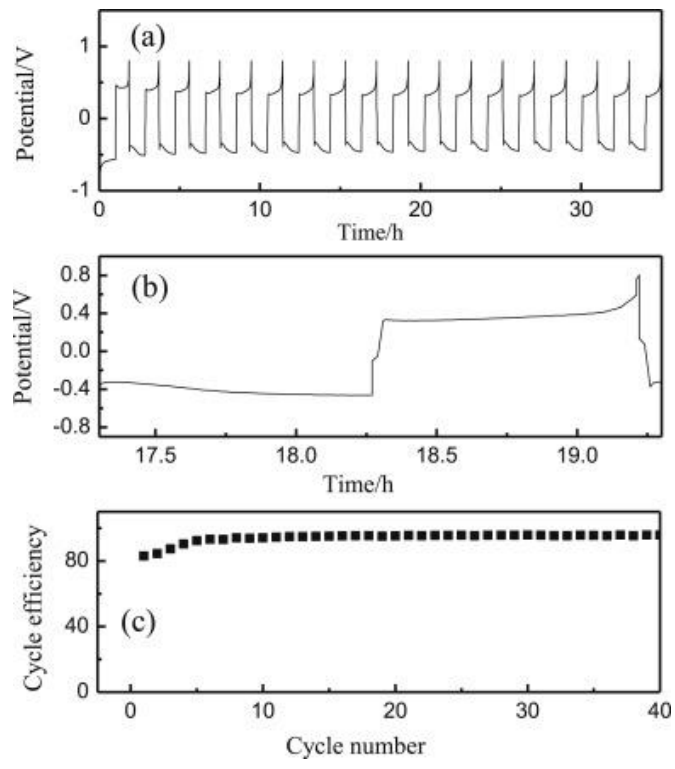 (a)
Potential/V
1
0
-1
0 10 20 30
Time/h
(b)
Potential/V
0.8
0.4
0.0
-0.4
-0.8
17.5 18.0 18.5 19.0
Time/h
(c)
Cycle efficiency
80
40
0
0 10 20 30 40
Cycle number